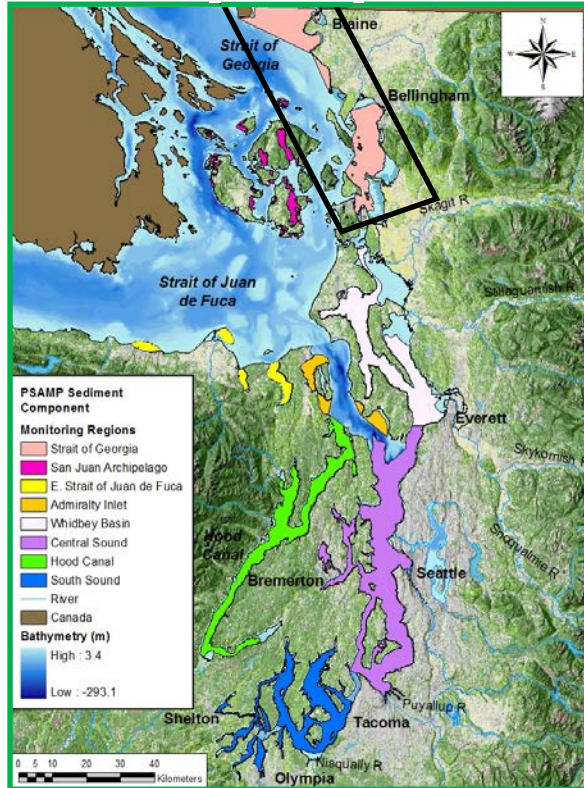 Blaine
Strait of
Georgia
N
W
E
S
Bellingham
Skagit R
Strait of Juan
de Fuca
Stillaguamish R
PSAMP Sediment
Component
Monitoring Regions
Strait of Georgia
San Juan Archipelago
E. Strait of Juan de Fuca
Admiralty Inlet
Whidbey Basin
Central Sound
Hood Canal
South Sound
River
Canada
Bathymetry (m)
High : 3.4
Low : -293.1
Everett
Skykomish R
Snoqualmie R
Hood
Canal
Bremerton
Seattle
Puyallup R
Shelton
Tacoma
Nisqually R
Olympia
0 5 10 20 30 40
Kilometers